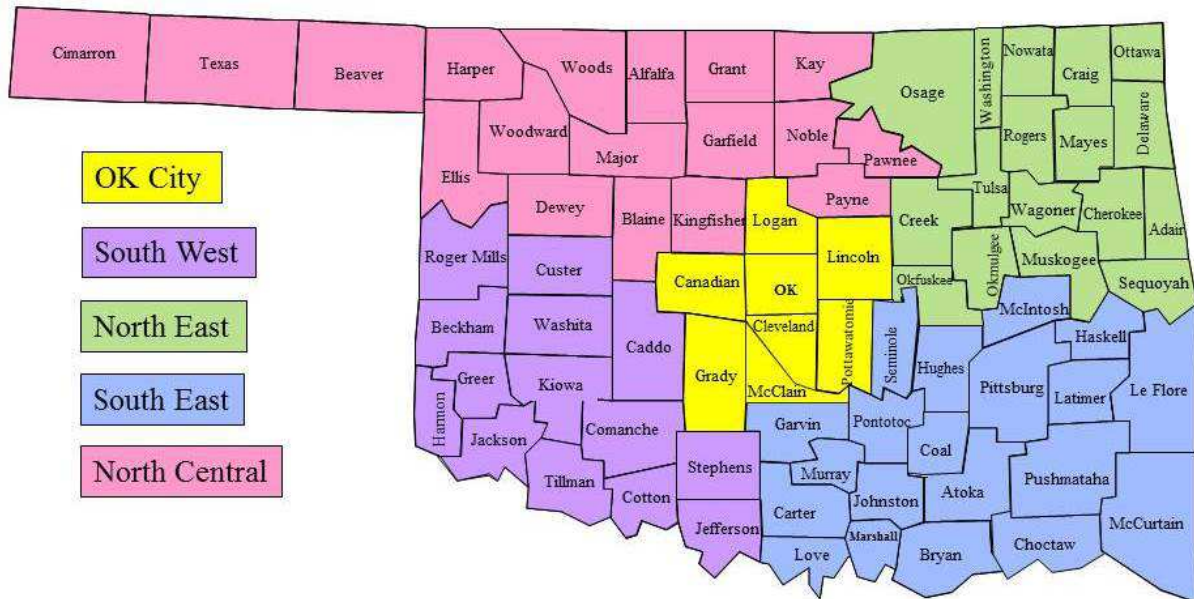 Cimarron
Texas
Beaver
Harper
Woods
Alfalfa
Grant
Kay
Osage
Washington
Nowata
Craig
Ottawa
Woodward
Major
Garfield
Noble
Pawnee
Rogers
Mayes
Delaware
Ellis
Dewey
Blaine
Kingfisher
Logan
Payne
Creek
Tulsa
Wagoner
Cherokee
Adair
OK City
South West
North East
South East
North Central
Roger Mills
Custer
Canadian
OK
Lincoln
Okfuskee
Okmulgee
Muskogee
Sequoyah
Beckham
Washita
Caddo
Grady
Cleveland
McClain
Pottawatomie
Seminole
Hughes
McIntosh
Haskell
Pittsburg
Latimer
Le Flore
Greer
Kiowa
Hannon
Jackson
Comanche
Tillman
Cotton
Stephens
Jefferson
Garvin
Pontotoc
Coal
Murray
Johnston
Atoka
Pushmataha
Carter
Love
Marshall
Bryan
Choctaw
McCurtain